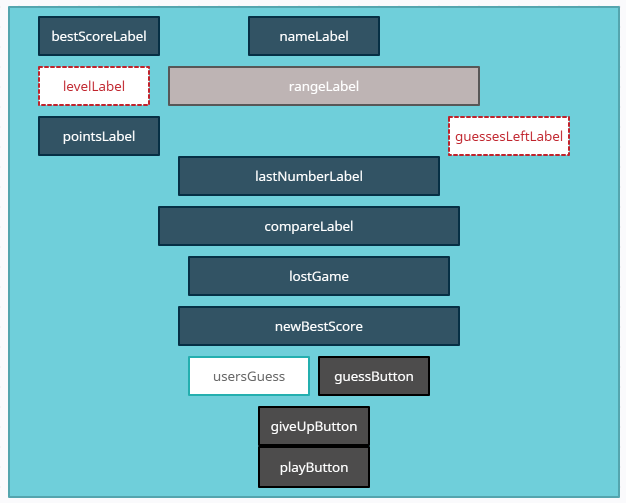 bestScoreLabel
nameLabel
levelLabel
rangeLabel
pointsLabel
guessesLeftLabel
lastNumberLabel
compareLabel
lostGame
newBestScore
usersGuess
guessButton
giveUpButton
playButton